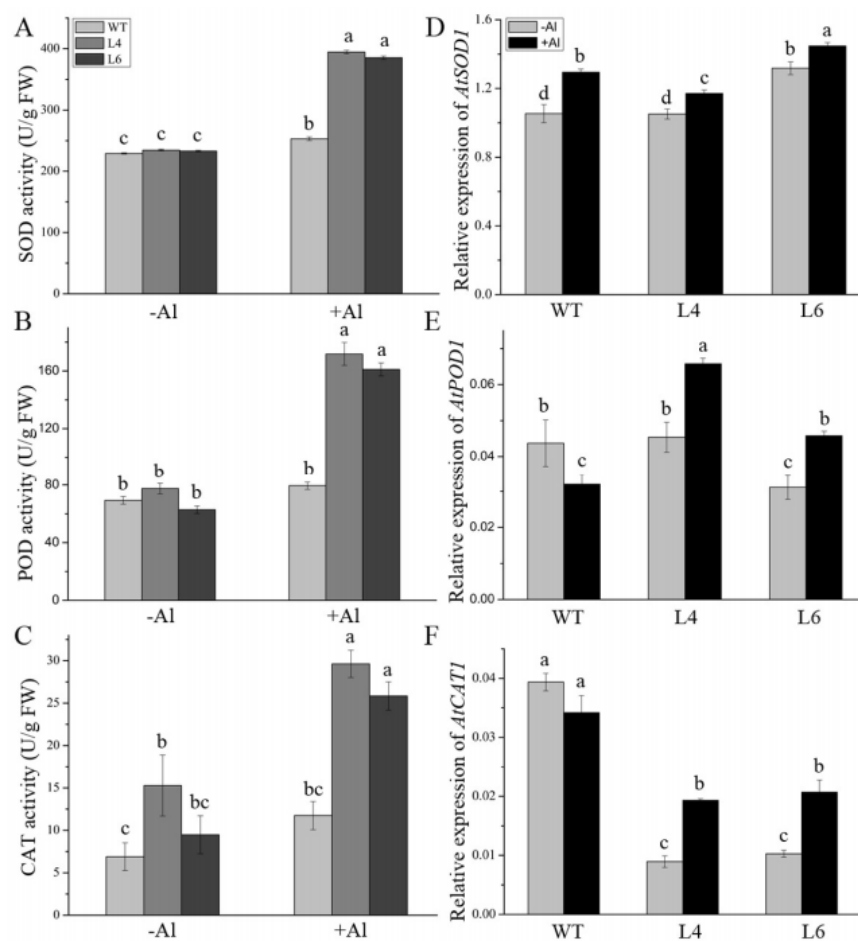 A
WT
L4
L6
SOD activity (U/g FW)
400
300
200
100
0
c c c
b a a
-Al +Al
B
POD activity (U/g FW)
160
120
80
40
0
b b b
b a a
-Al +Al
C
CAT activity (U/g FW)
30
25
20
15
10
5
0
c b bc
bc a a
-Al +Al
D
-Al
+Al
Relative expression of AtSOD1
1.6
1.2
0.8
0.4
0.0
d b d c b a
WT L4 L6
E
Relative expression of AtPOD1
0.06
0.04
0.02
0.00
b c b a c b
WT L4 L6
F
Relative expression of AtCAT1
0.04
0.03
0.02
0.01
0.00
a a c b c b
WT L4 L6